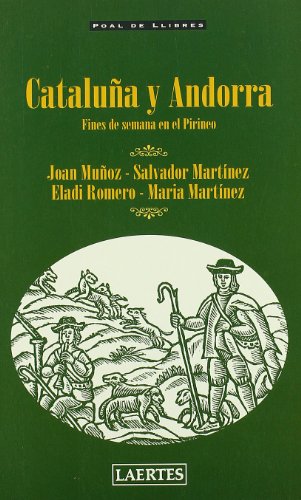 POAL DE LLIBRES
Cataluña y Andorra
Fines de semana en el Pirineo
Joan Muñoz - Salvador Martínez
Eladi Romero - Maria Martínez
LAERTES